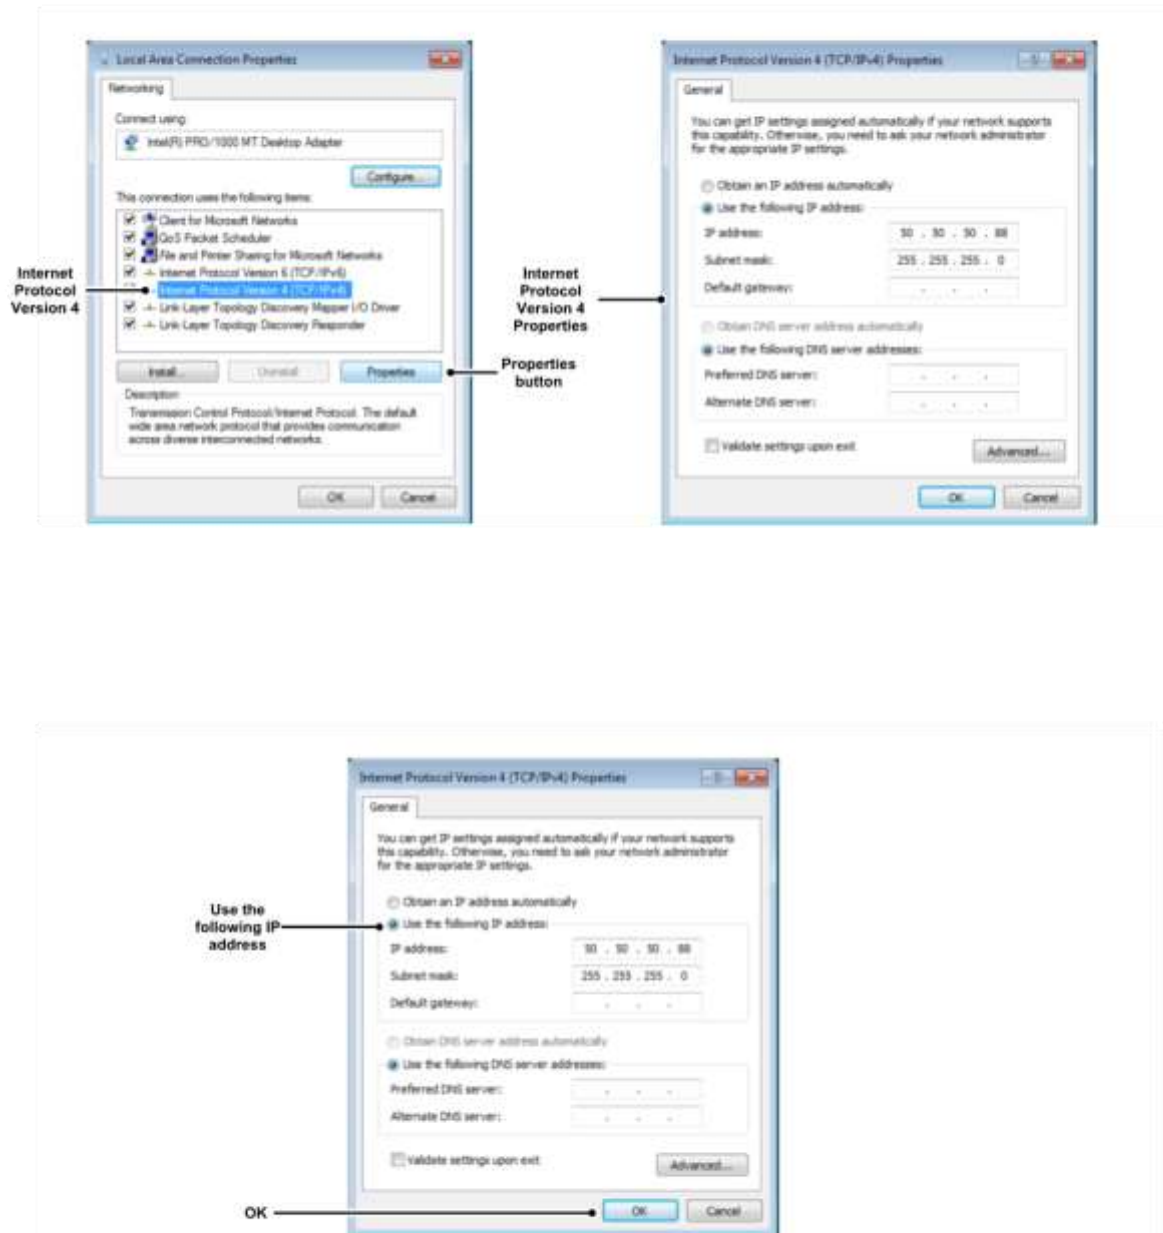 Local Area Connection Properties
Networking
Connect using:
Intel(R) PRO/1000 MT Desktop Adapter
Configure...
This connection uses the following items:
Client for Microsoft Networks
QoS Packet Scheduler
File and Printer Sharing for Microsoft Networks
Internet Protocol Version 6 (TCP/IPv6)
Internet Protocol Version 4 (TCP/IPv4)
Link-Layer Topology Discovery Mapper I/O Driver
Link-Layer Topology Discovery Responder
Install...
Uninstall
Properties
Description
Transmission Control Protocol/Internet Protocol. The default
wide area network protocol that provides communication
across diverse interconnected networks.
OK
Cancel
Internet
Protocol
Version 4
Properties
button
Internet Protocol Version 4 (TCP/IPv4) Properties
General
You can get IP settings assigned automatically if your network supports
this capability. Otherwise, you need to ask your network administrator
for the appropriate IP settings.
Obtain an IP address automatically
Use the following IP address:
IP address: 50 . 50 . 50 . 88
Subnet mask: 255 . 255 . 255 . 0
Default gateway: . . .
Obtain DNS server address automatically
Use the following DNS server addresses:
Preferred DNS server: . . .
Alternate DNS server: . . .
Validate settings upon exit
Advanced...
OK
Cancel
Internet
Protocol
Version 4
Properties
Internet Protocol Version 4 (TCP/IPv4) Properties
General
You can get IP settings assigned automatically if your network supports
this capability. Otherwise, you need to ask your network administrator
for the appropriate IP settings.
Obtain an IP address automatically
Use the following IP address:
IP address: 50 . 50 . 50 . 88
Subnet mask: 255 . 255 . 255 . 0
Default gateway: . . .
Obtain DNS server address automatically
Use the following DNS server addresses:
Preferred DNS server: . . .
Alternate DNS server: . . .
Validate settings upon exit
Advanced...
OK
Cancel
Use the
following IP
address
OK